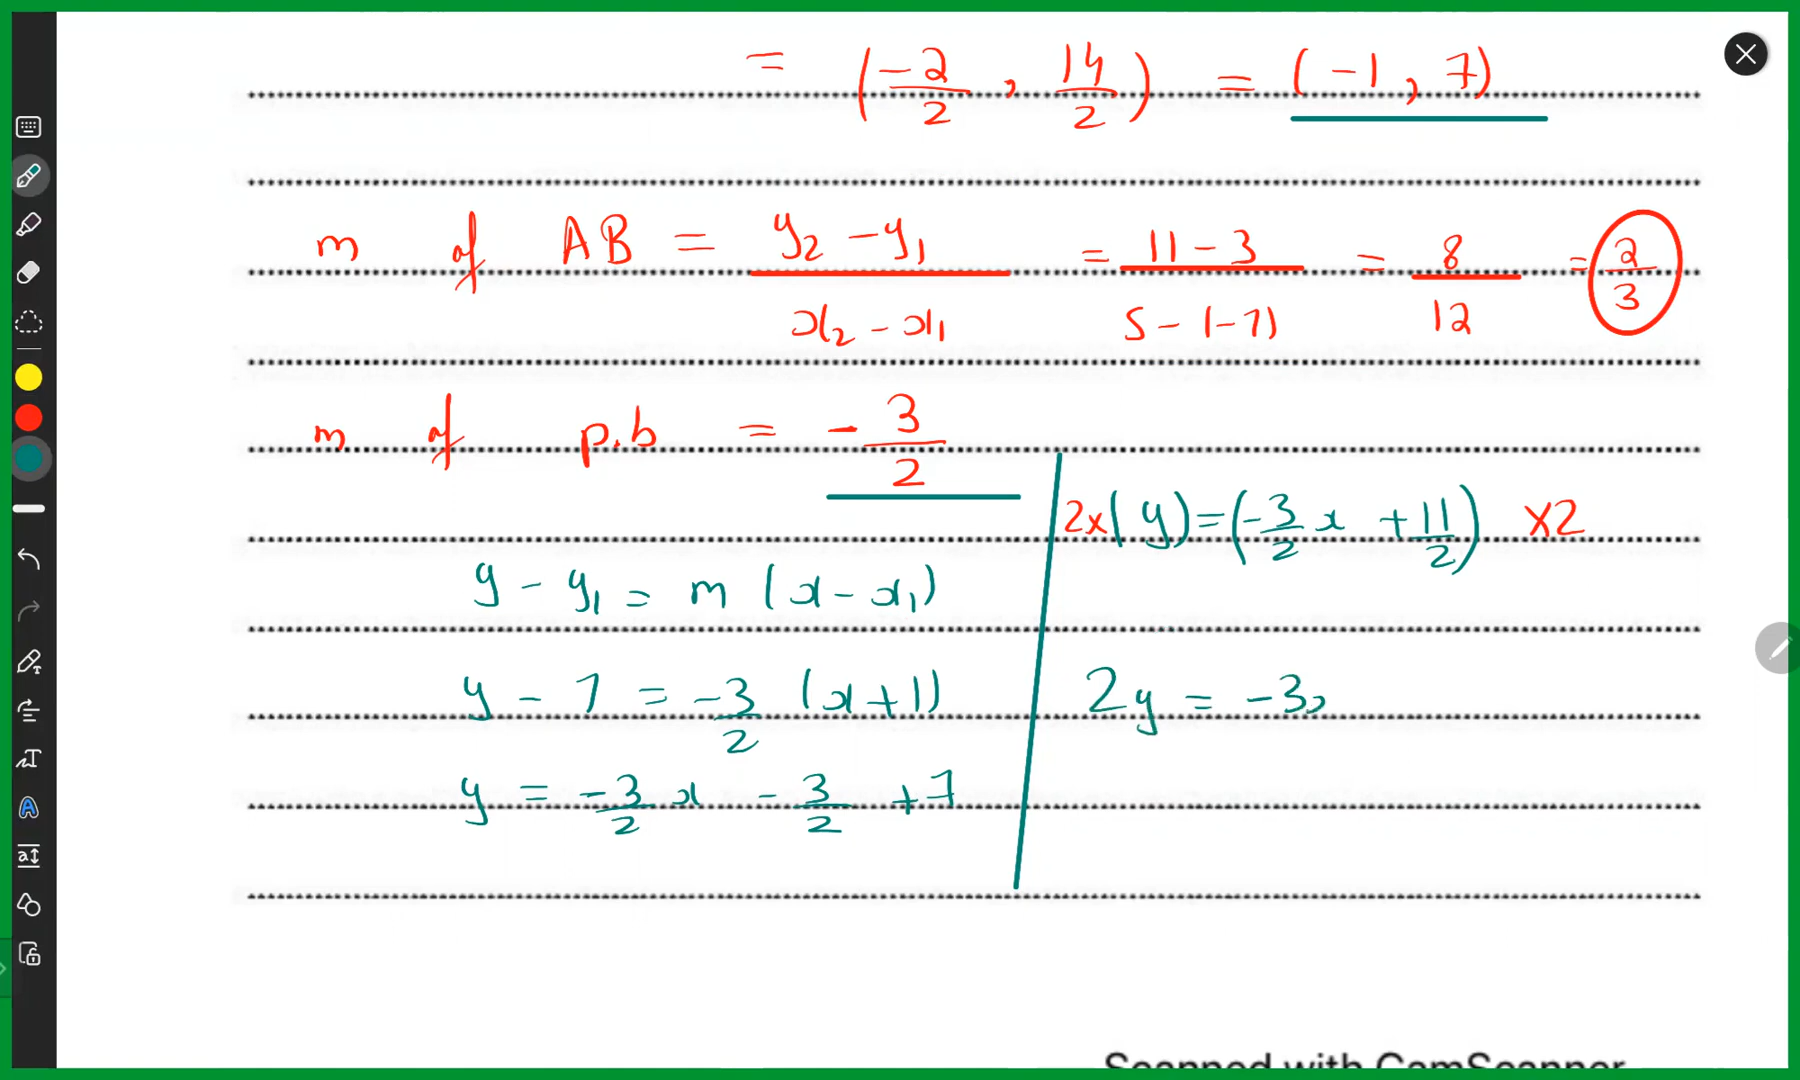 = (-2/2 , 14/2) = (-1 , 7)
m of AB = y₂ - y₁ / x₂ - x₁ = 11 - 3 / 5 - (-7) = 8/12 = 2/3
m of p.b = - 3/2
y - y₁ = m (x - x₁)
y - 7 = -3/2 (x + 1)
y = -3/2 x - 3/2 + 7
2x( y) = (-3/2 x + 11/2) x2
2y = -3